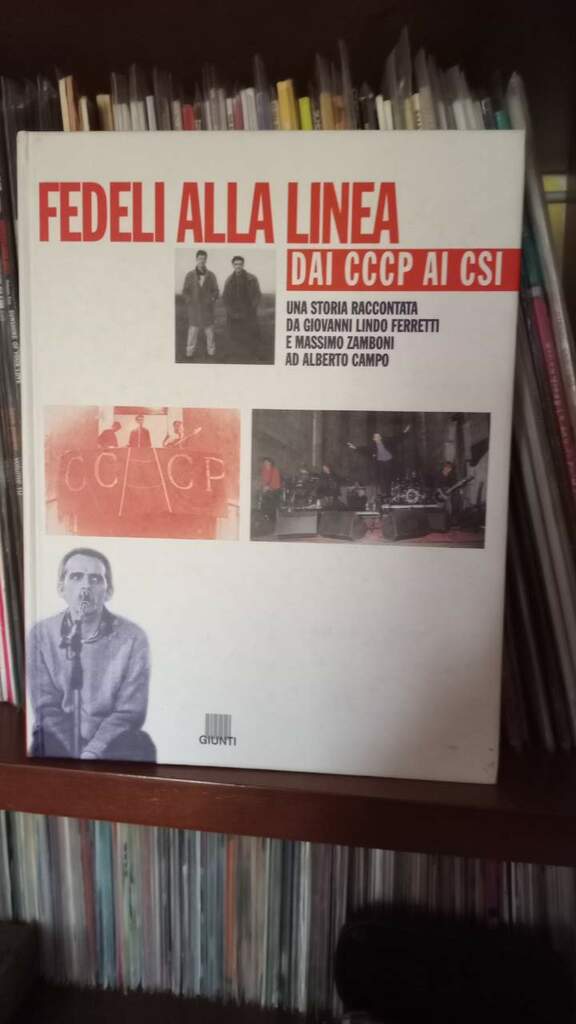 FEDELI ALLA LINEA
DAI CCCP AI CSI
UNA STORIA RACCONTATA
DA GIOVANNI LINDO FERRETTI
E MASSIMO ZAMBONI
AD ALBERTO CAMPO
CCCP
GIUNTI